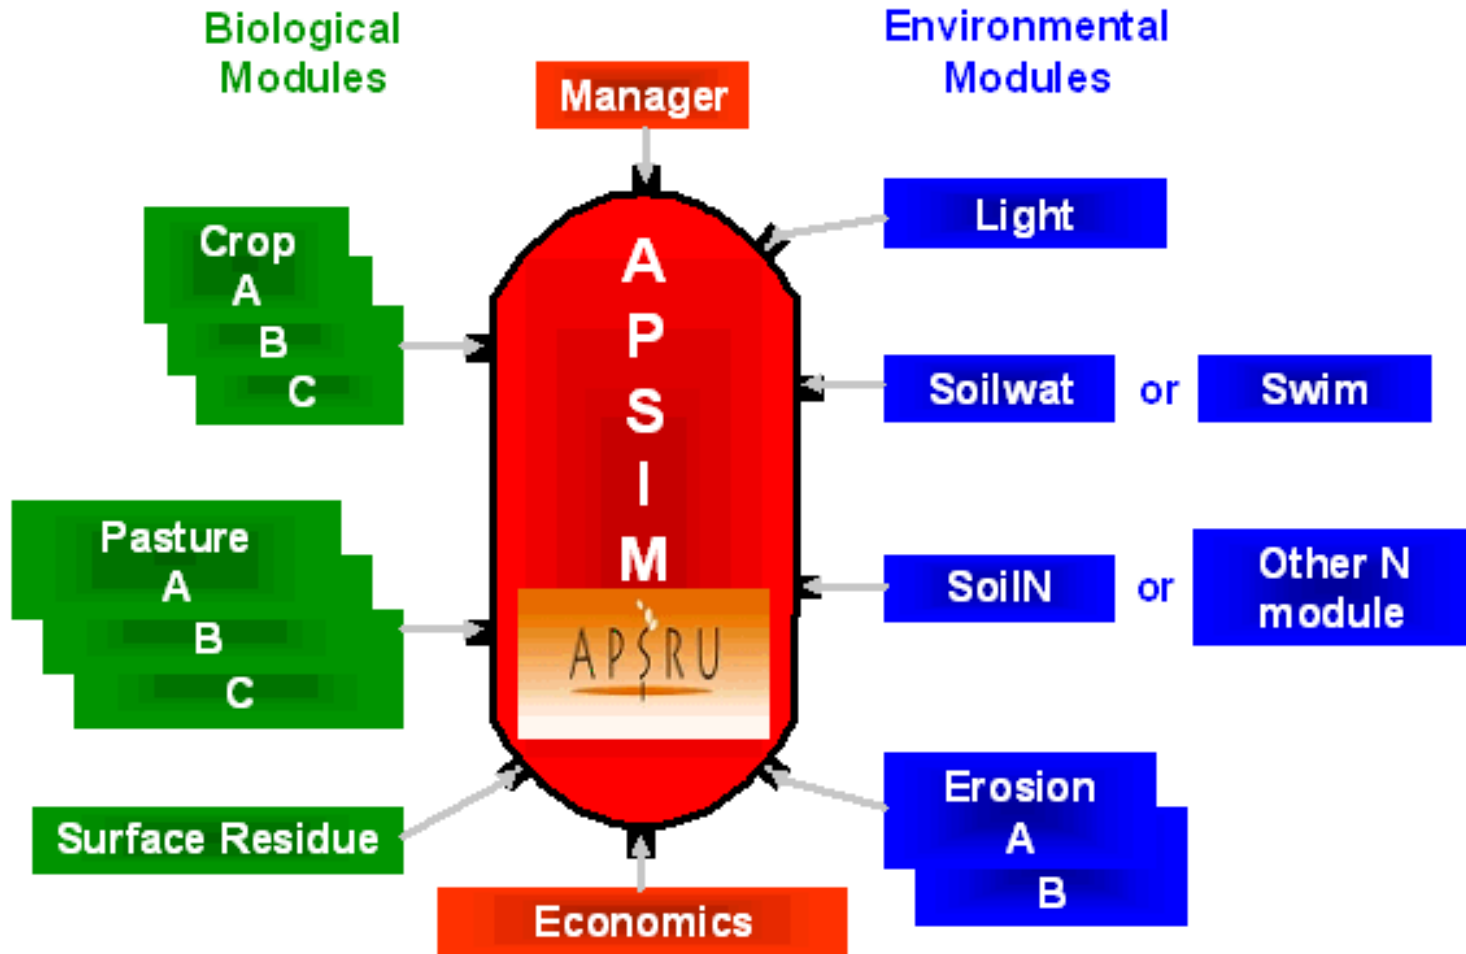 Biological
Modules
Environmental
Modules
Manager
Light
Crop
A
B
C
A
P
S
I
M
Soilwat or Swim
Pasture
A
B
C
SoilN or Other N
module
APSRU
Surface Residue
Erosion
A
B
Economics